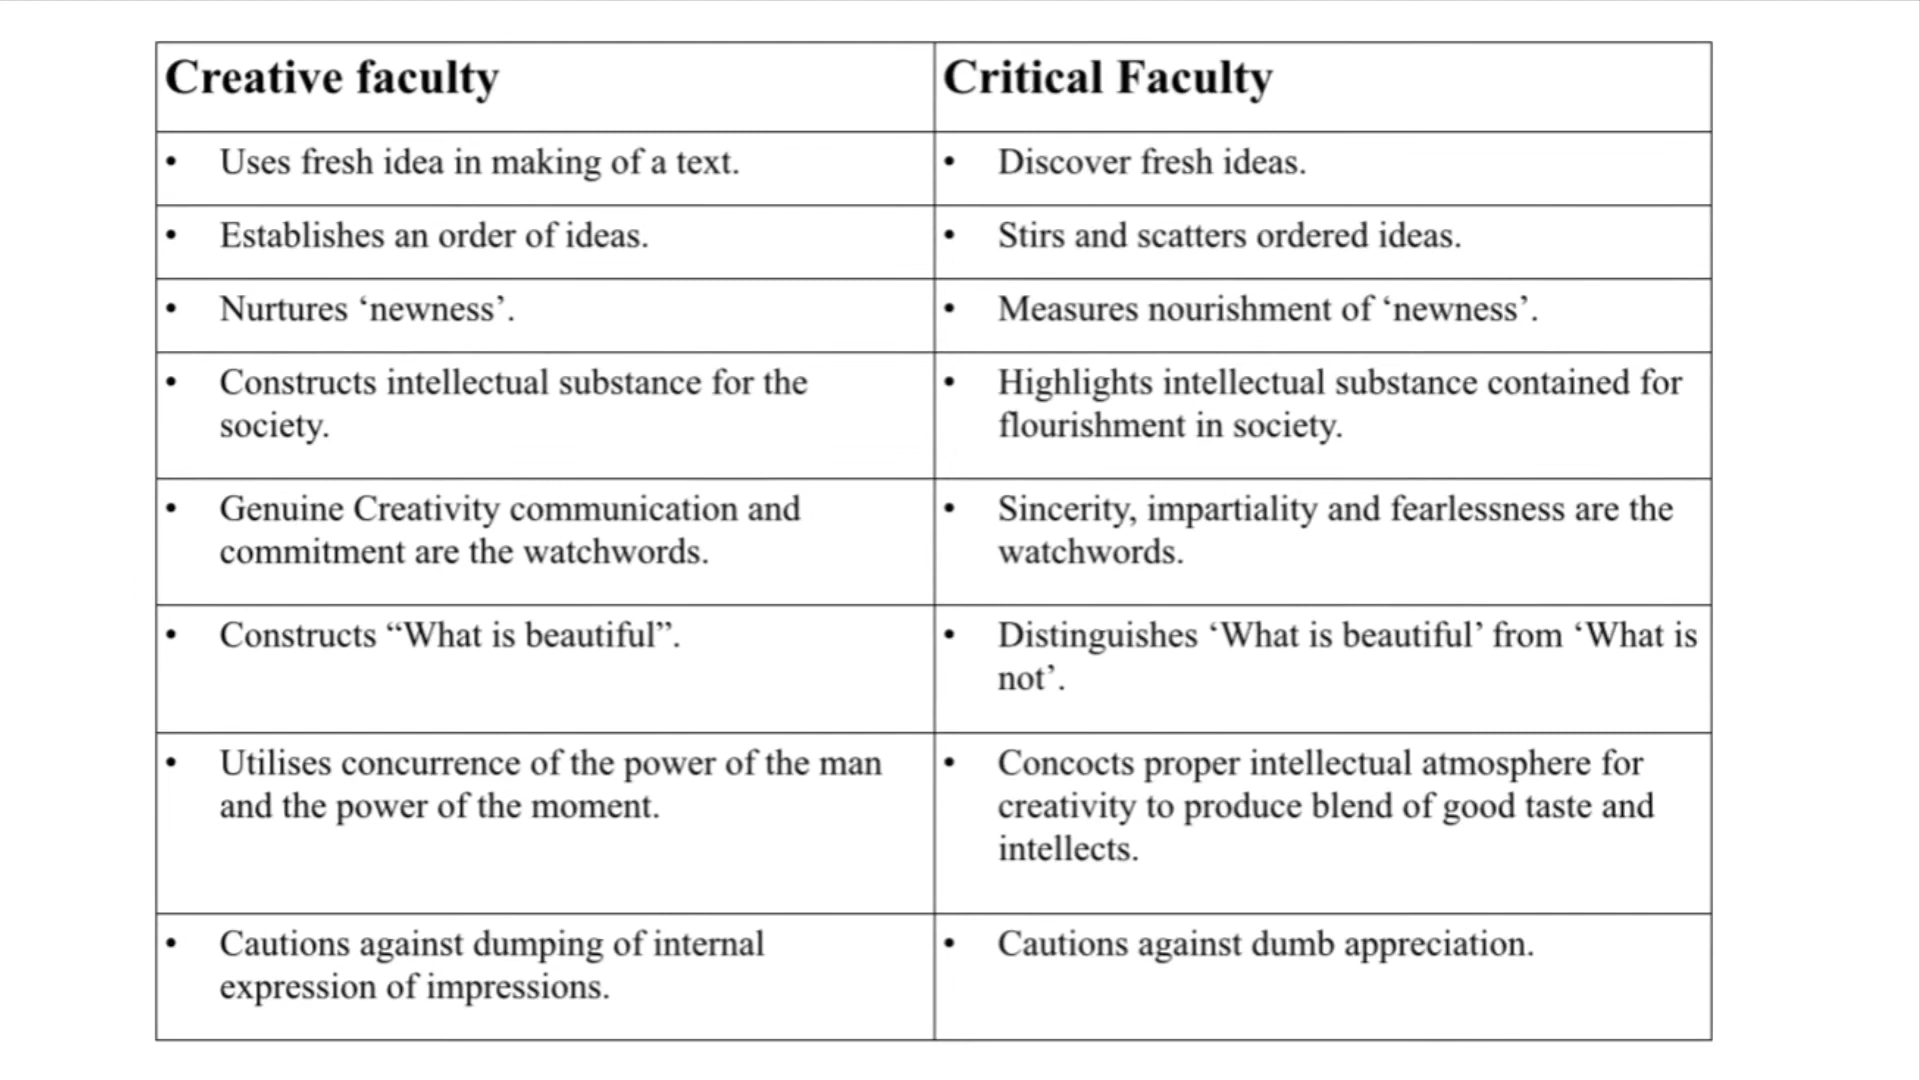 Creative faculty
Critical Faculty
• Uses fresh idea in making of a text.
• Discover fresh ideas.
• Establishes an order of ideas.
• Stirs and scatters ordered ideas.
• Nurtures ‘newness’.
• Measures nourishment of ‘newness’.
• Constructs intellectual substance for the
society.
• Highlights intellectual substance contained for
flourishment in society.
• Genuine Creativity communication and
commitment are the watchwords.
• Sincerity, impartiality and fearlessness are the
watchwords.
• Constructs “What is beautiful”.
• Distinguishes ‘What is beautiful’ from ‘What is
not’.
• Utilises concurrence of the power of the man
and the power of the moment.
• Concocts proper intellectual atmosphere for
creativity to produce blend of good taste and
intellects.
• Cautions against dumping of internal
expression of impressions.
• Cautions against dumb appreciation.